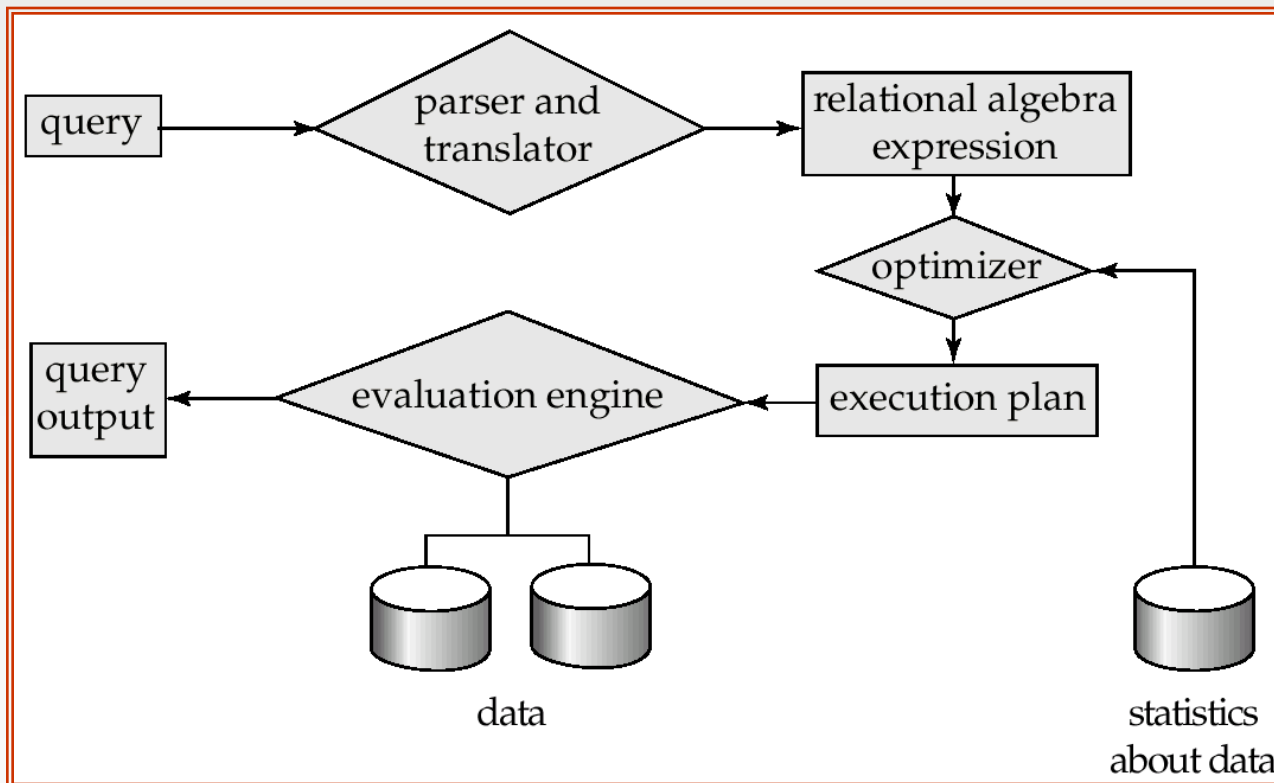 query
parser and
translator
relational algebra
expression
optimizer
query
output
evaluation engine
execution plan
data
statistics
about data